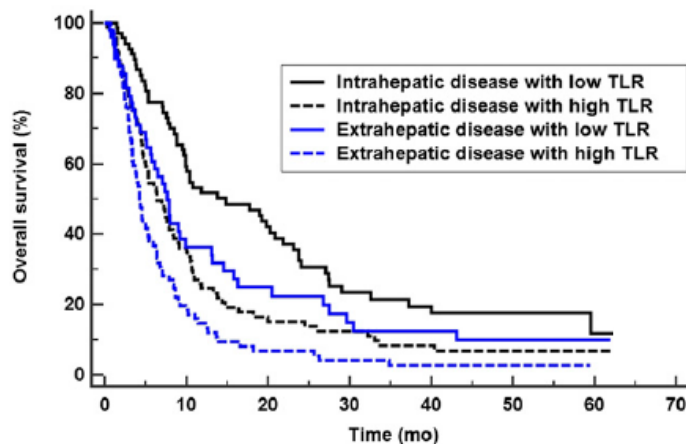 100
80
60
40
20
0
Overall survival (%)
Intrahepatic disease with low TLR
Intrahepatic disease with high TLR
Extrahepatic disease with low TLR
Extrahepatic disease with high TLR
0 10 20 30 40 50 60 70
Time (mo)